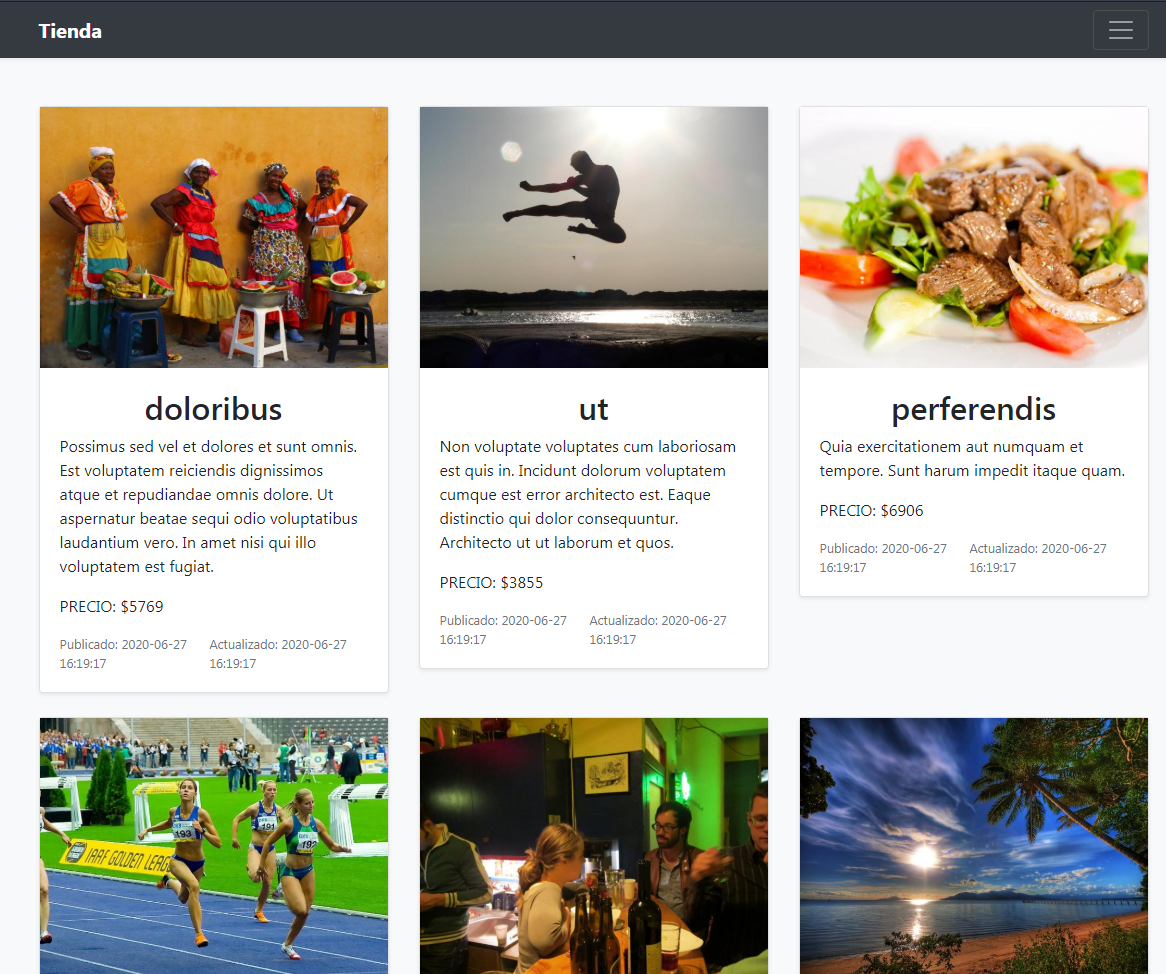 Tienda
doloribus
Possimus sed vel et dolores et sunt omnis.
Est voluptatem reiciendis dignissimos
atque et repudiandae omnis dolore. Ut
aspernatur beatae sequi odio voluptatibus
laudantium vero. In amet nisi qui illo
voluptatem est fugiat.
PRECIO: $5769
Publicado: 2020-06-27
16:19:17
Actualizado: 2020-06-27
16:19:17
ut
Non voluptate voluptates cum laboriosam
est quis in. Incidunt dolorum voluptatem
cumque est error architecto est. Eaque
distinctio qui dolor consequuntur.
Architecto ut ut laborum et quos.
PRECIO: $3855
Publicado: 2020-06-27
16:19:17
Actualizado: 2020-06-27
16:19:17
perferendis
Quia exercitationem aut numquam et
tempore. Sunt harum impedit itaque quam.
PRECIO: $6906
Publicado: 2020-06-27
16:19:17
Actualizado: 2020-06-27
16:19:17
193
191
192
IAAF GOLDEN LEAG